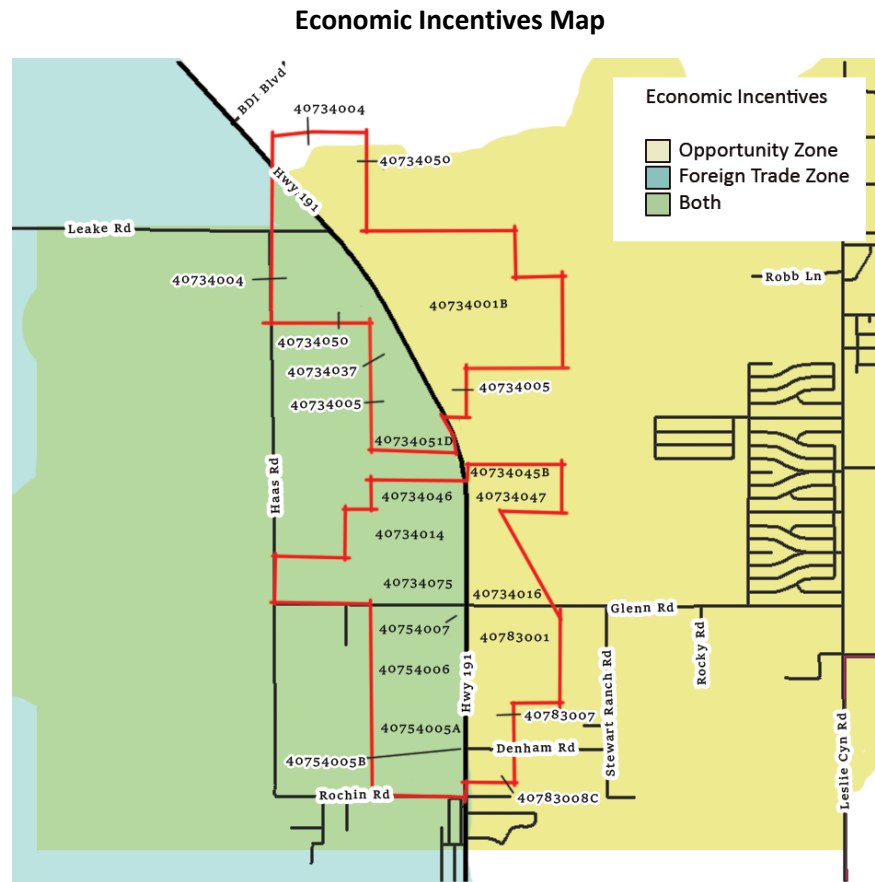 Economic Incentives Map
BDI Blvd'
40734004
Economic Incentives
Opportunity Zone
Foreign Trade Zone
Both
40734050
Hwy 191
Leake Rd
40734004
Robb Ln
40734001B
40734050
40734037
40734005
40734005
40734051D
40734045B
40734046
40734047
Haas Rd
40734014
40734075
40734016
Glenn Rd
40754007
40783001
Rocky Rd
40754006
Hwy 191
Stewart Ranch Rd
40783007
40754005A
Denham Rd
40754005B
Leslie Cyn Rd
Rochin Rd
40783008C